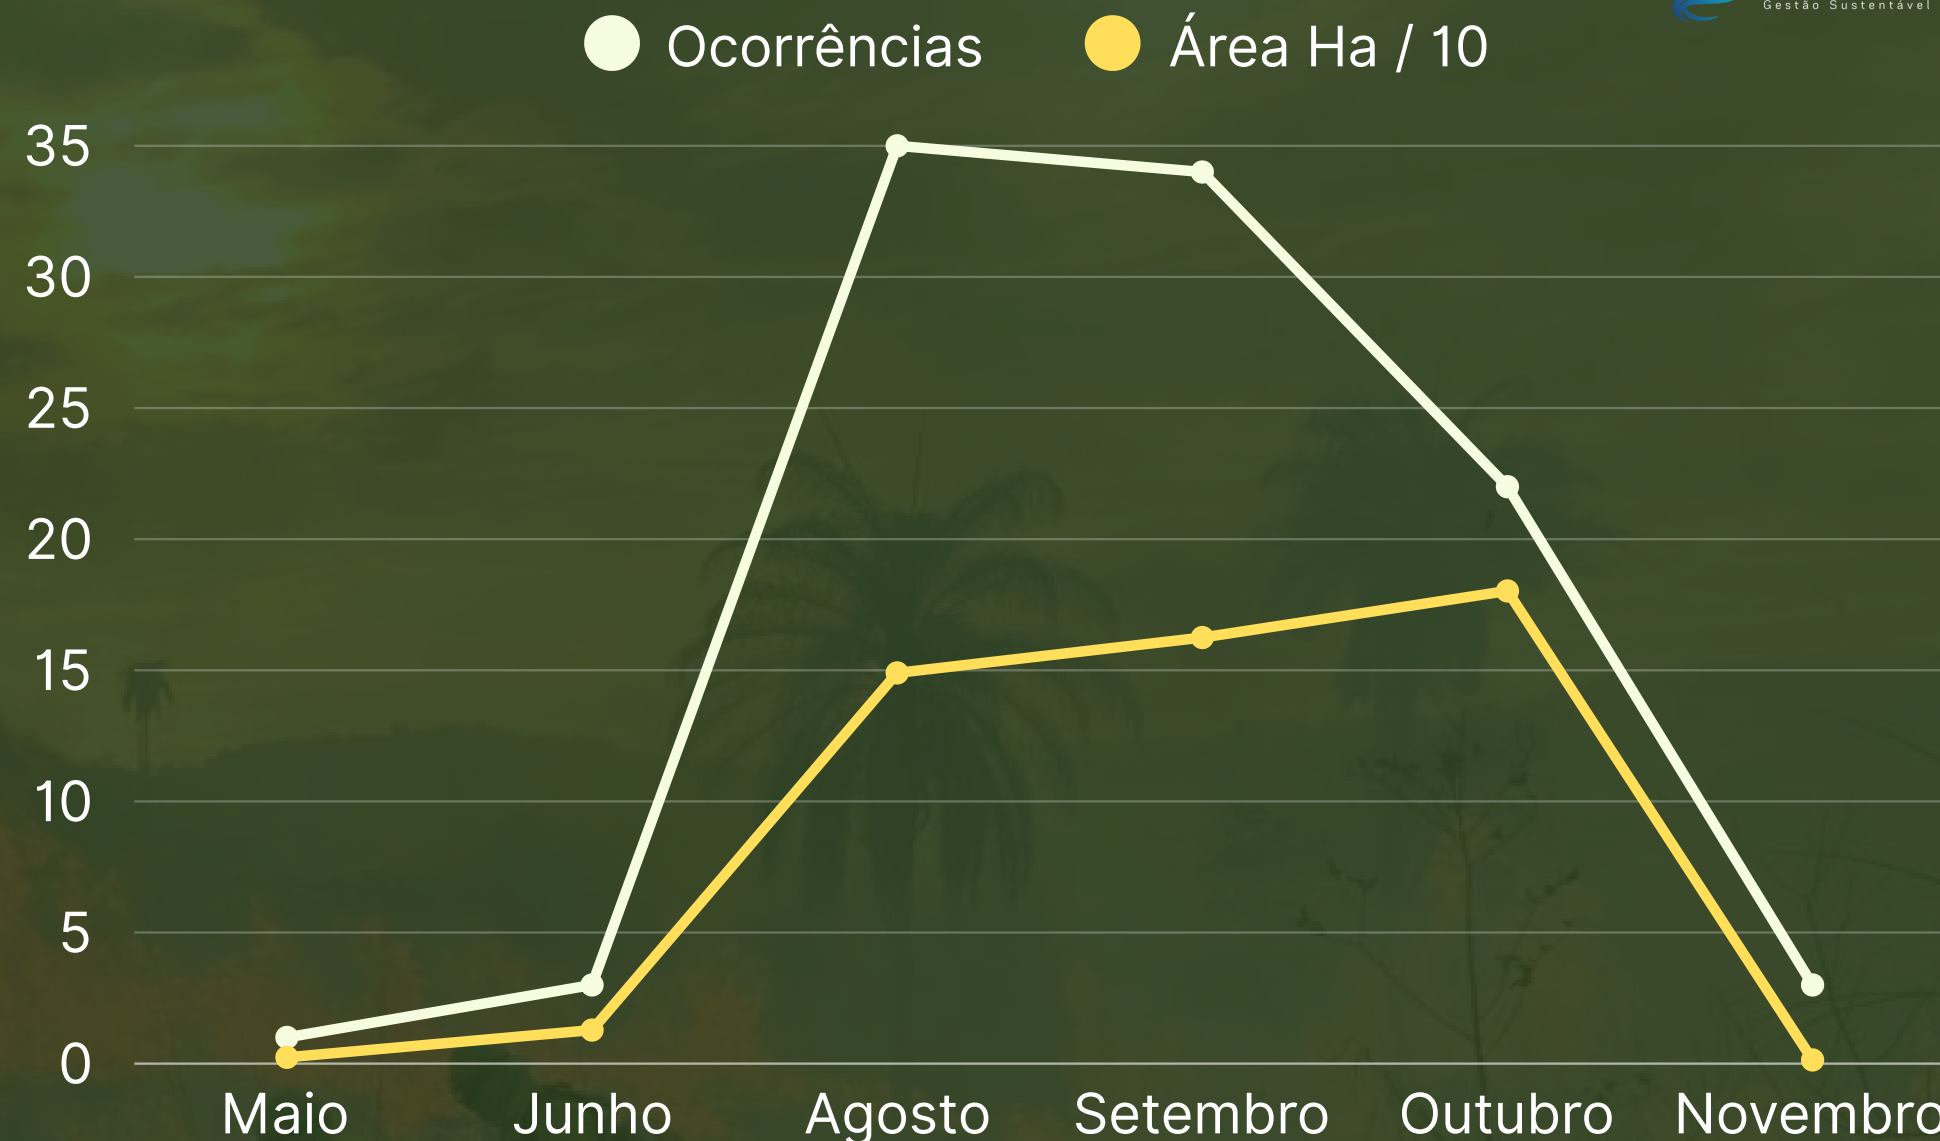 Gestão Sustentável
Ocorrências
Área Ha / 10
35
30
25
20
15
10
5
0
Maio
Junho
Agosto
Setembro
Outubro
Novembro